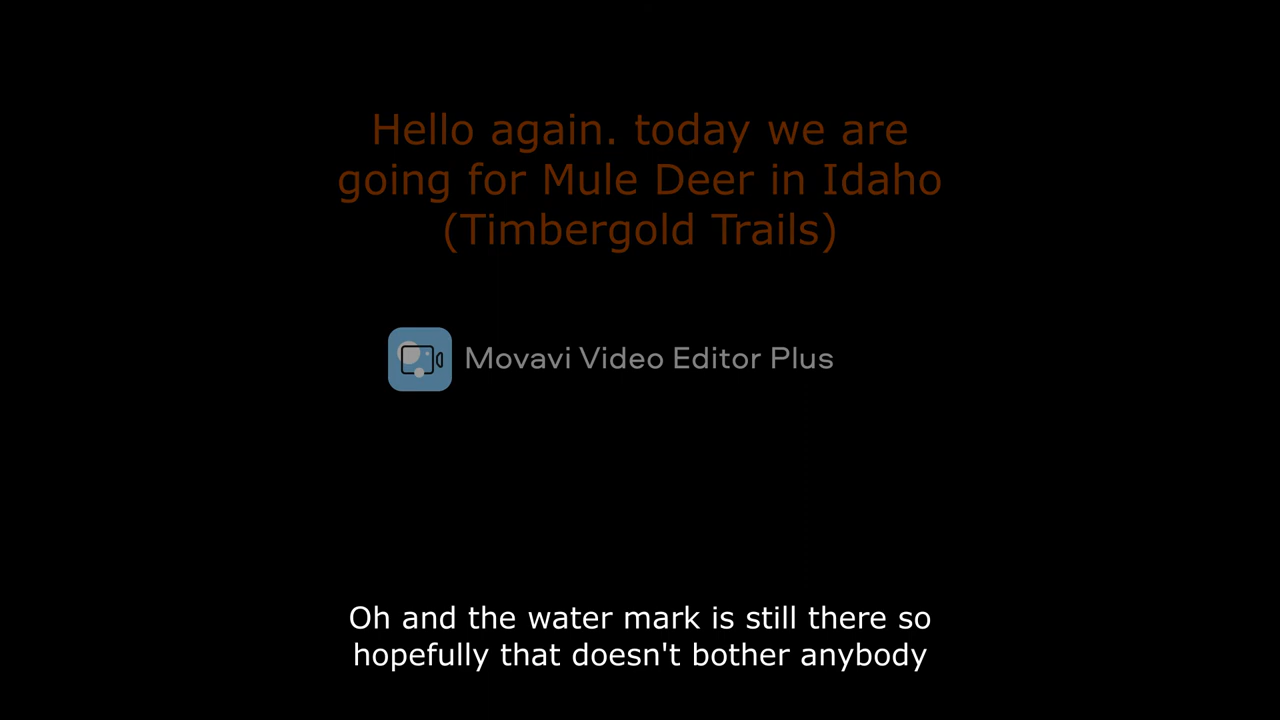 Hello again. today we are
going for Mule Deer in Idaho
(Timbergold Trails)
Movavi Video Editor Plus
Oh and the water mark is still there so
hopefully that doesn't bother anybody